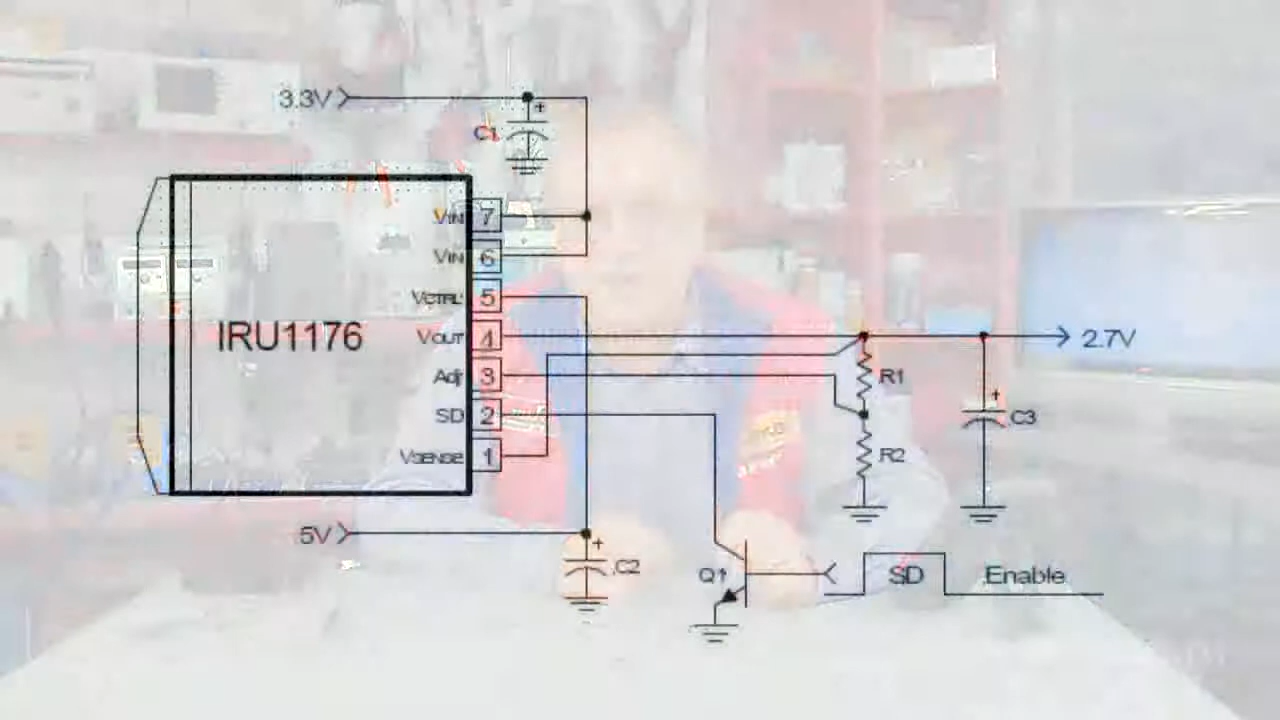 3.3V
C1
VIN 7
VIN 6
VCTRL 5
VOUT 4
Adj 3
SD 2
VSENSE 1
IRU1176
2.7V
R1
R2
C3
5V
C2
Q1
SD
Enable